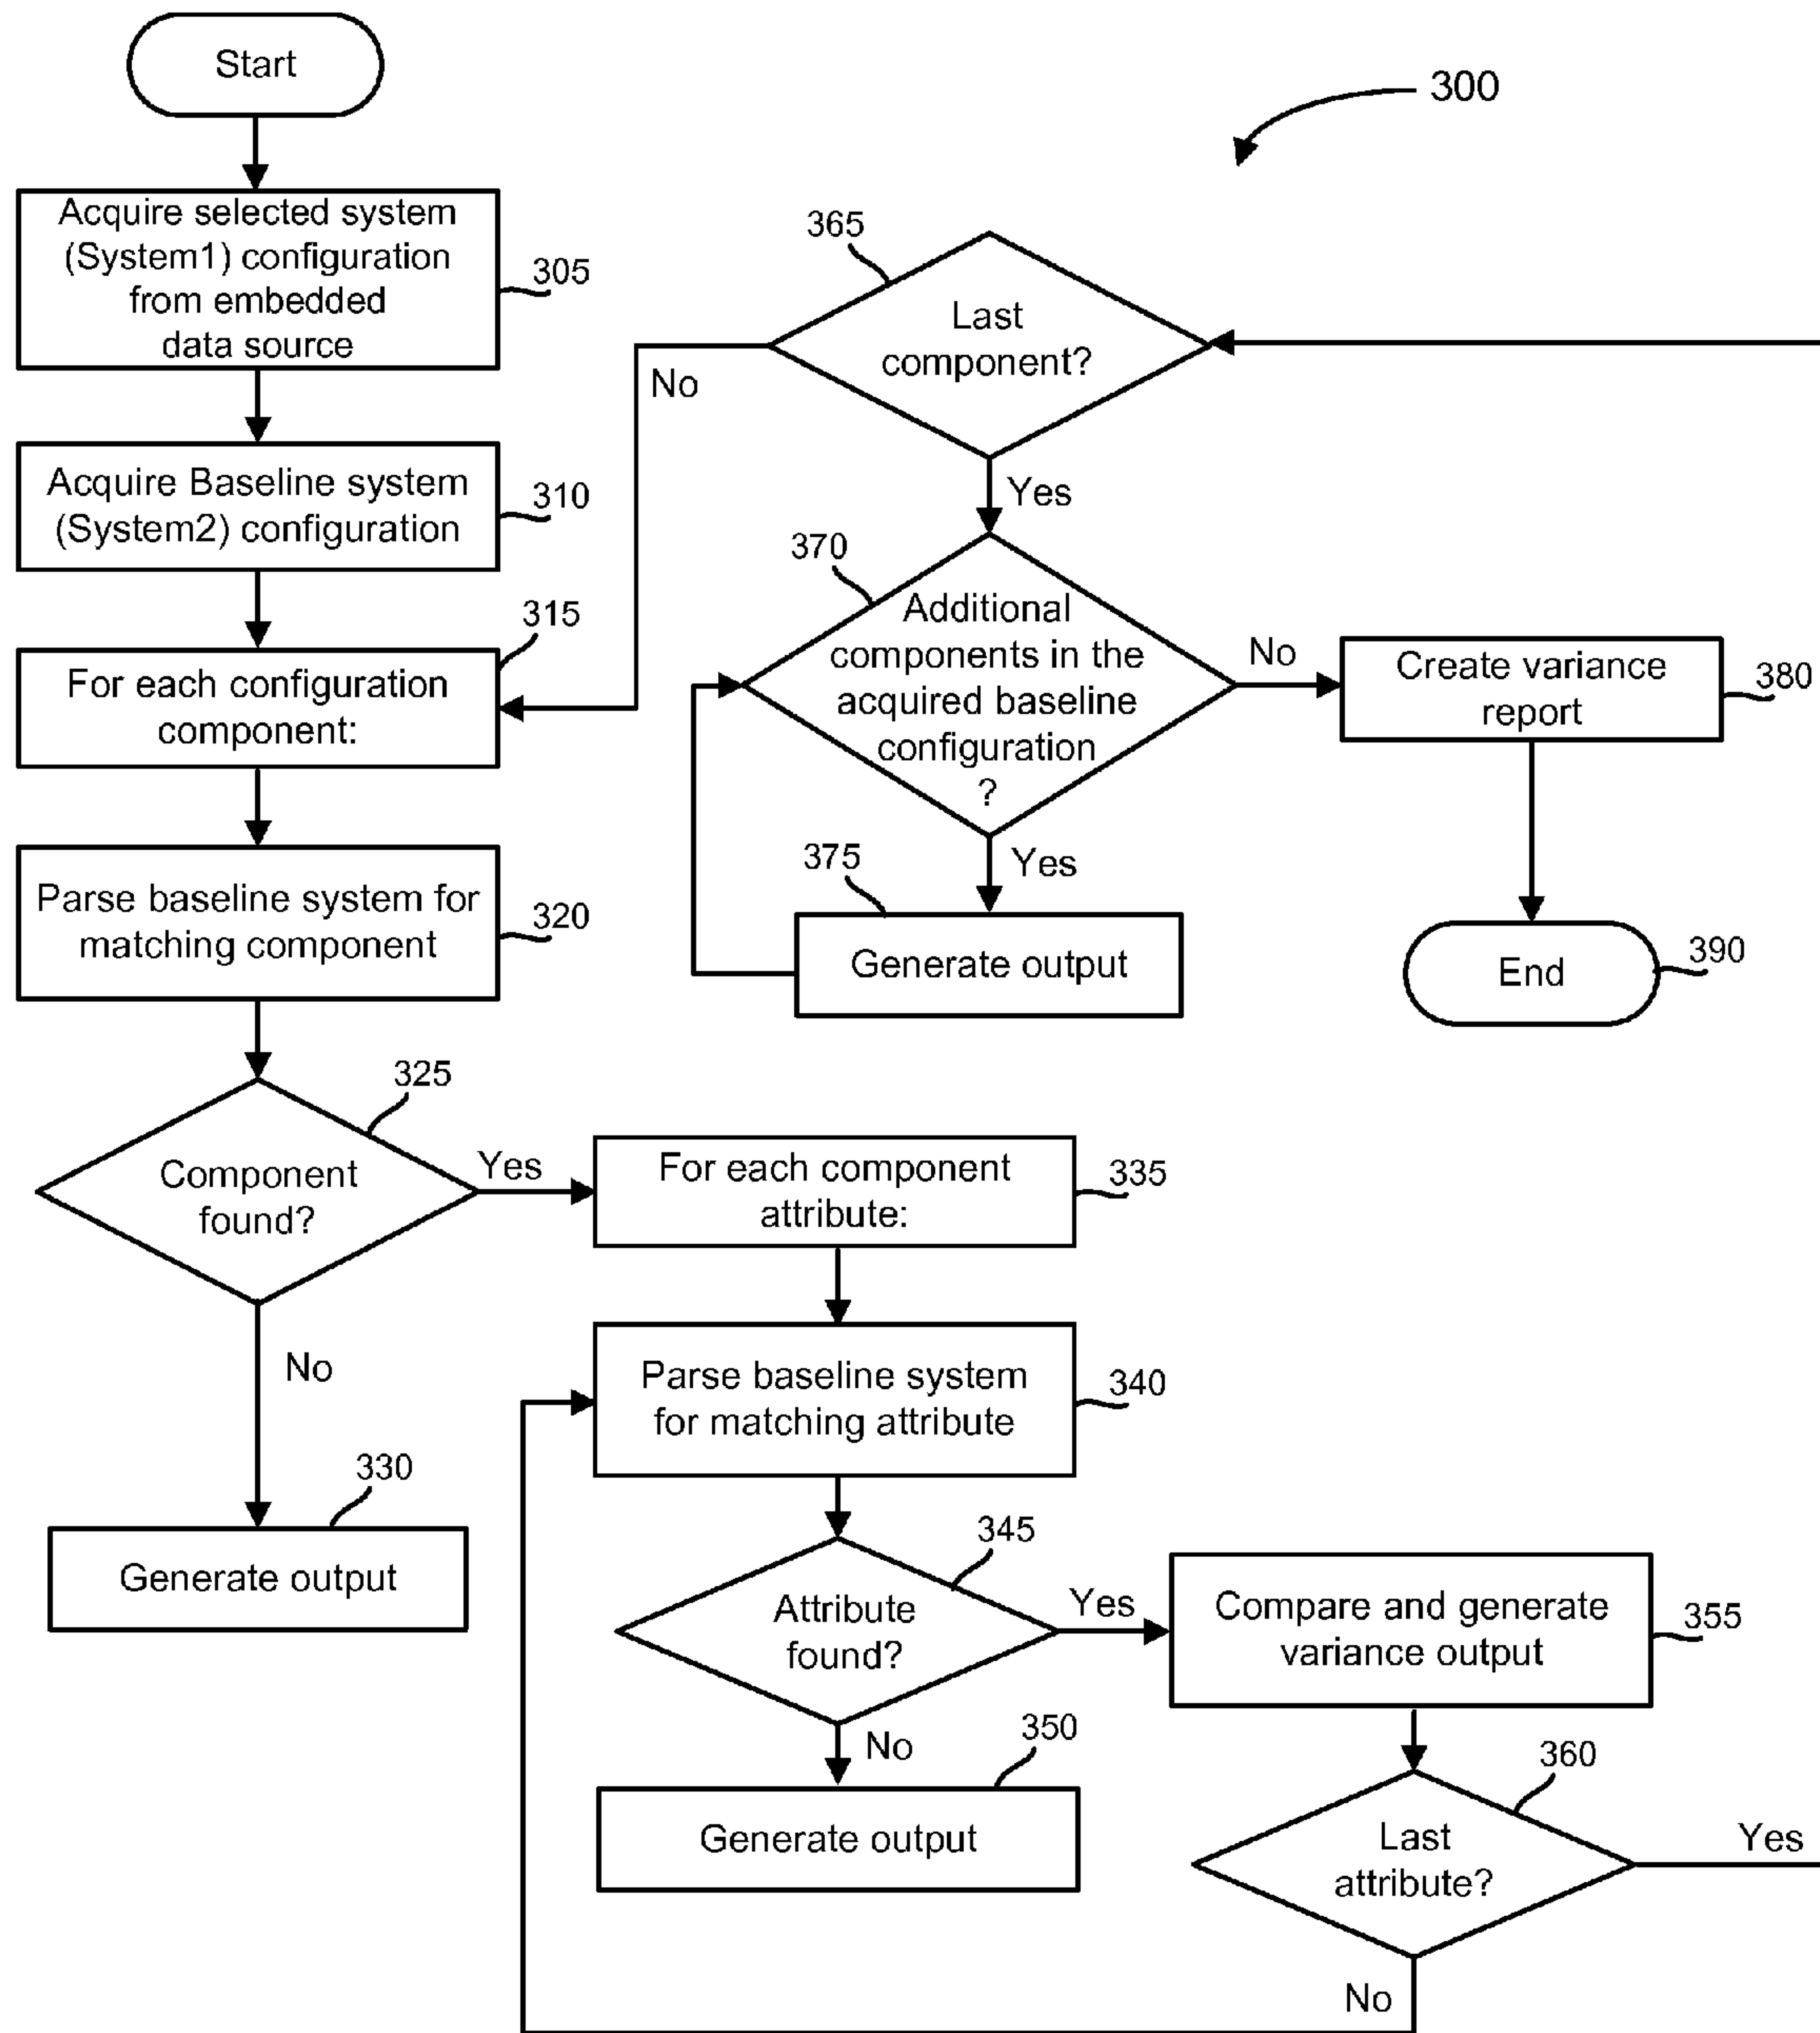 Start
300
Acquire selected system
(System1) configuration
from embedded
data source
305
365
Last
component?
No
Yes
Acquire Baseline system
(System2) configuration
310
370
Additional
components in the
acquired baseline
configuration
?
No
Create variance
report
380
315
For each configuration
component:
Yes
375
Generate output
End
390
Parse baseline system for
matching component
320
325
Component
found?
Yes
For each component
attribute:
335
No
Parse baseline system
for matching attribute
340
330
Generate output
345
Attribute
found?
Yes
Compare and generate
variance output
355
No
350
Generate output
360
Last
attribute?
Yes
No